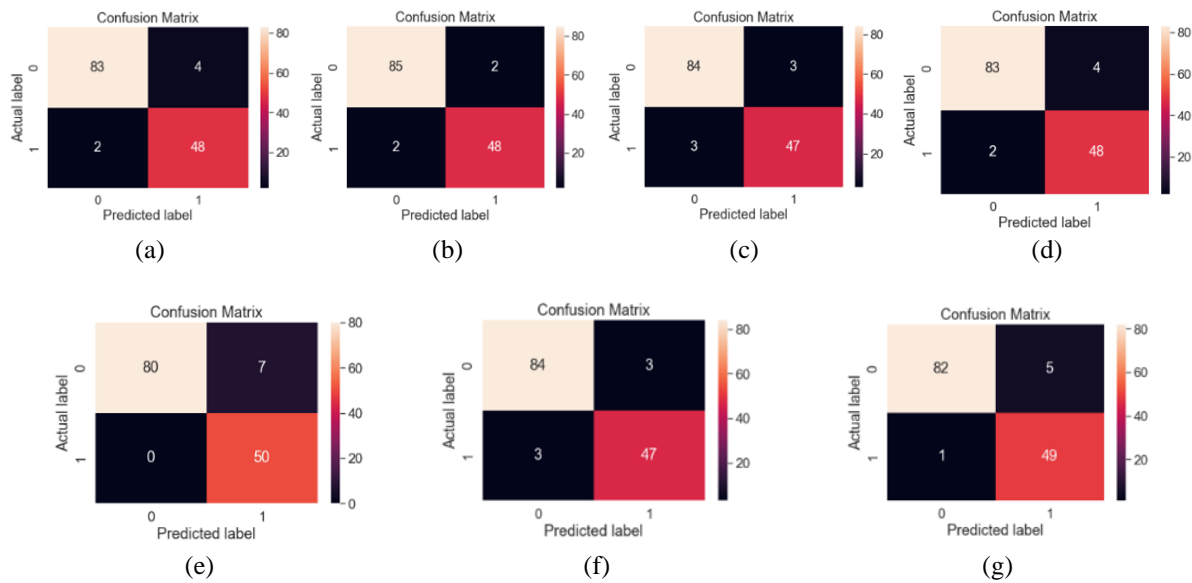 Confusion Matrix
0 83 4 80
60
Actual label
40
1 2 48 20
0 1
Predicted label
(a)
Confusion Matrix
0 85 2 80
60
Actual label
40
1 2 48 20
0 1
Predicted label
(b)
Confusion Matrix
0 84 3 80
60
Actual label
40
1 3 47 20
0 1
Predicted label
(c)
Confusion Matrix
0 83 4 80
60
Actual label
40
1 2 48 20
0 1
Predicted label
(d)
Confusion Matrix
80
0 80 7
60
Actual label
40
20
1 0 50
0
0 1
Predicted label
(e)
Confusion Matrix
80
0 84 3
60
Actual label
40
1 3 47 20
0 1
Predicted label
(f)
Confusion Matrix
80
0 82 5
60
Actual label
40
1 1 49 20
0 1
Predicted label
(g)